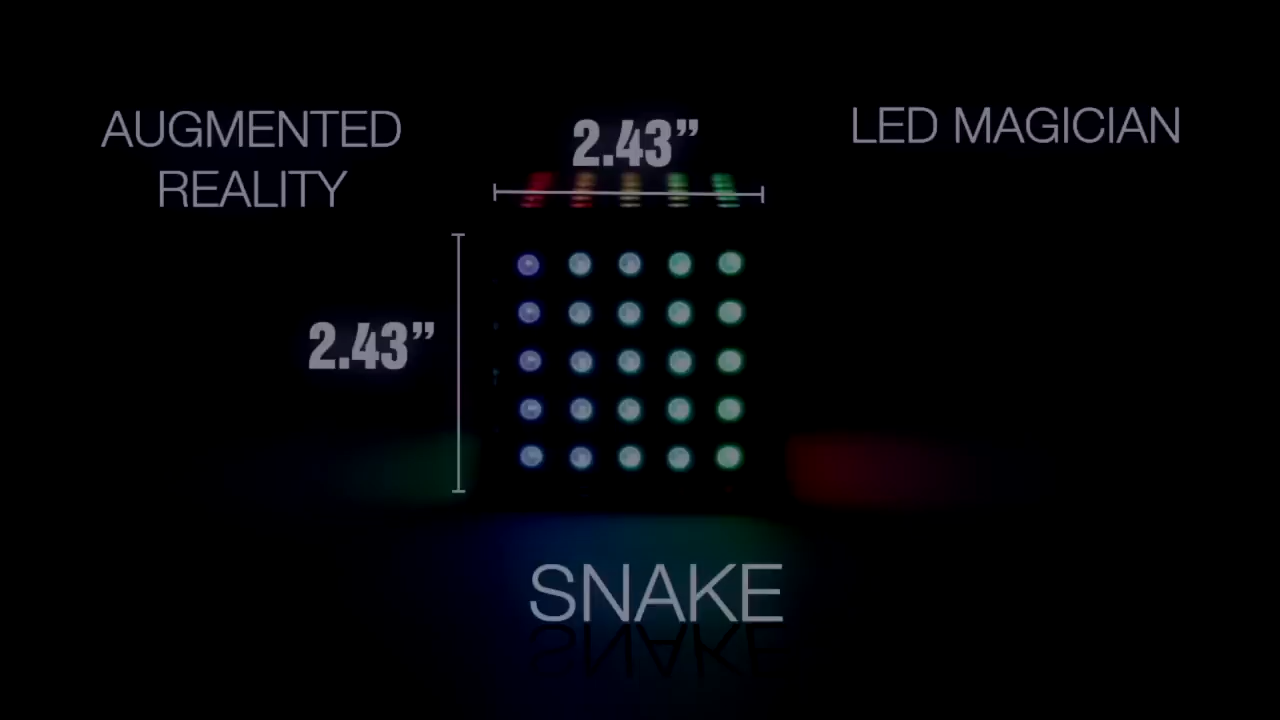 AUGMENTED
REALITY
LED MAGICIAN
2.43”
2.43”
SNAKE